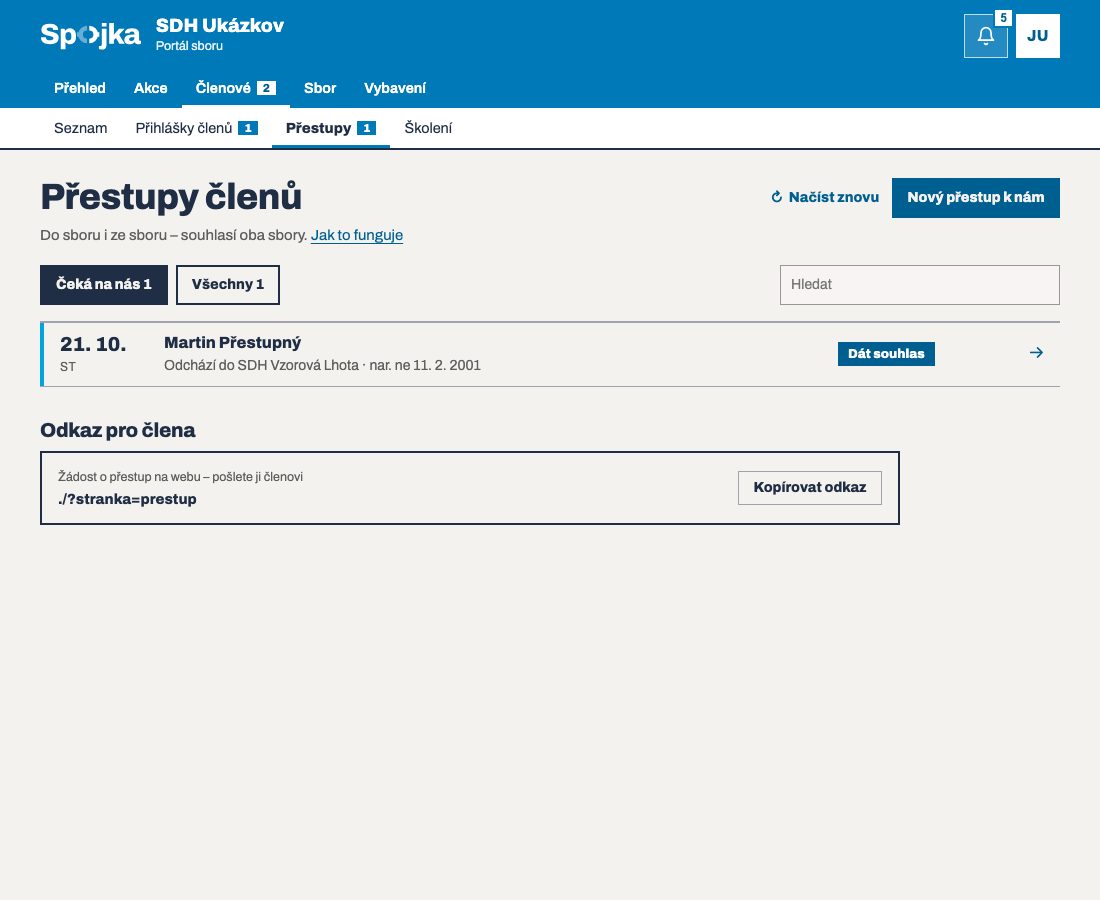 Spojka
SDH Ukázkov
Portál sboru
5
JU
Přehled Akce Členové 2 Sbor Vybavení
Seznam Přihlášky členů 1 Přestupy 1 Školení
Přestupy členů
Načíst znovu
Nový přestup k nám
Do sboru i ze sboru – souhlasí oba sbory. Jak to funguje
Čeká na nás 1 Všechny 1 Hledat
21. 10. Martin Přestupný
ST Odchází do SDH Vzorová Lhota · nar. ne 11. 2. 2001
Dát souhlas
Odkaz pro člena
Žádost o přestup na webu – pošlete ji členovi
./?stranka=prestup
Kopírovat odkaz